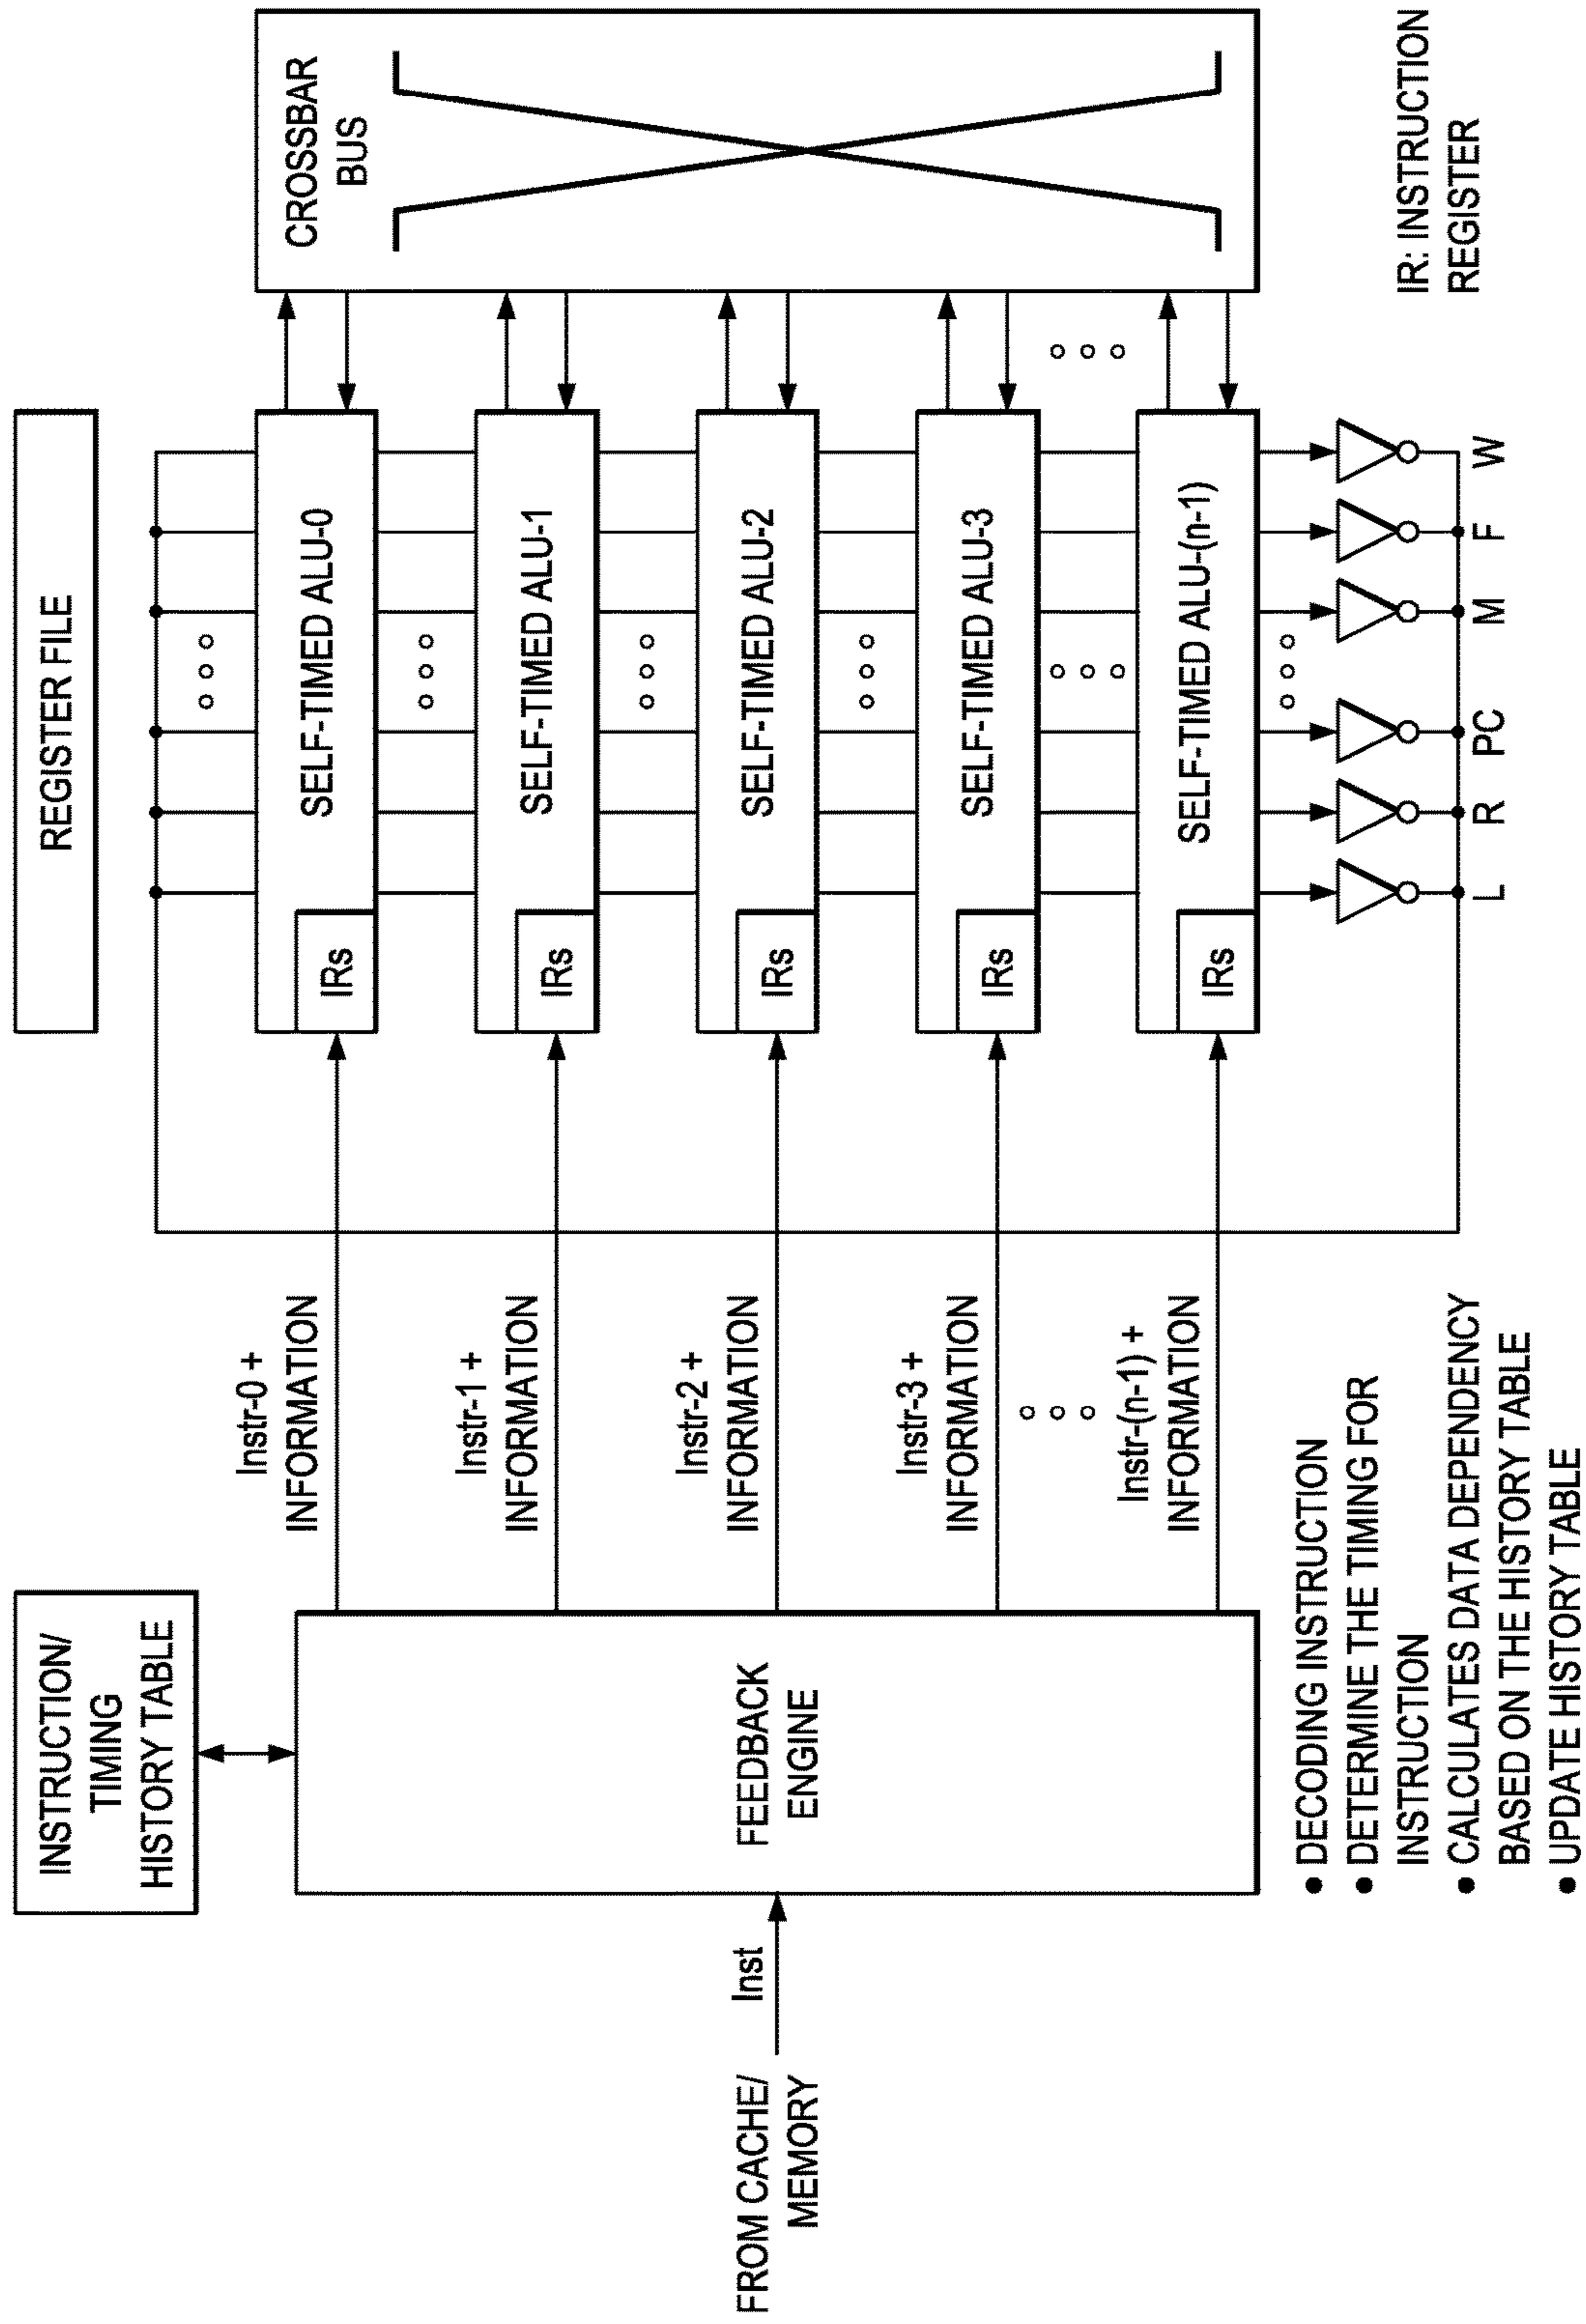 INSTRUCTION/
TIMING
HISTORY TABLE
REGISTER FILE
FROM CACHE/
MEMORY
Inst
FEEDBACK
ENGINE
Instr-0 +
INFORMATION
Instr-1 +
INFORMATION
Instr-2 +
INFORMATION
Instr-3 +
INFORMATION
Instr-(n-1) +
INFORMATION
IRs
SELF-TIMED ALU-0
IRs
SELF-TIMED ALU-1
IRs
SELF-TIMED ALU-2
IRs
SELF-TIMED ALU-3
IRs
SELF-TIMED ALU-(n-1)
CROSSBAR
BUS
L R PC M F W
• DECODING INSTRUCTION
• DETERMINE THE TIMING FOR
INSTRUCTION
• CALCULATES DATA DEPENDENCY
BASED ON THE HISTORY TABLE
• UPDATE HISTORY TABLE
IR: INSTRUCTION
REGISTER